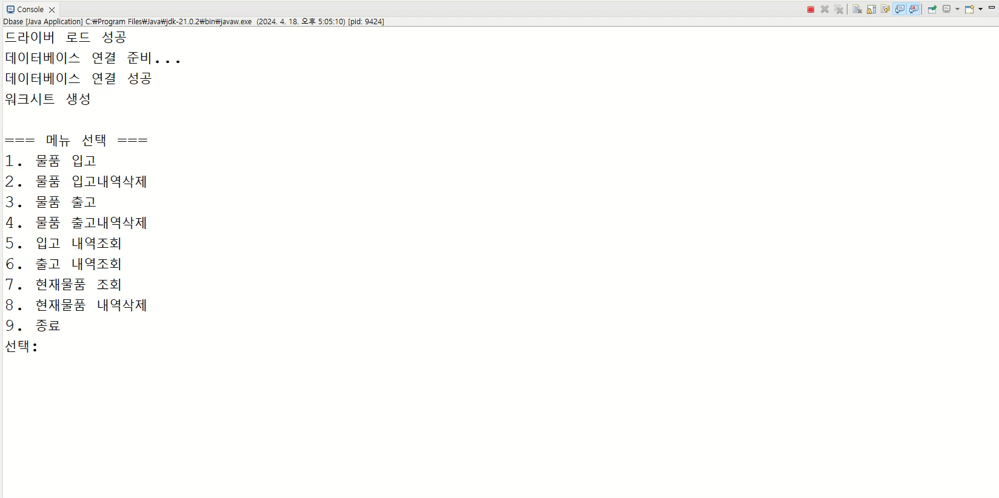 Console
Dbase [Java Application] C:₩Program Files₩Java₩jdk-21.0.2₩bin₩javaw.exe (2024. 4. 18. 오후 5:05:10) [pid: 9424]
드라이버 로드 성공
데이터베이스 연결 준비...
데이터베이스 연결 성공
워크시트 생성
=== 메뉴 선택 ===
1. 물품 입고
2. 물품 입고내역삭제
3. 물품 출고
4. 물품 출고내역삭제
5. 입고 내역조회
6. 출고 내역조회
7. 현재물품 조회
8. 현재물품 내역삭제
9. 종료
선택: